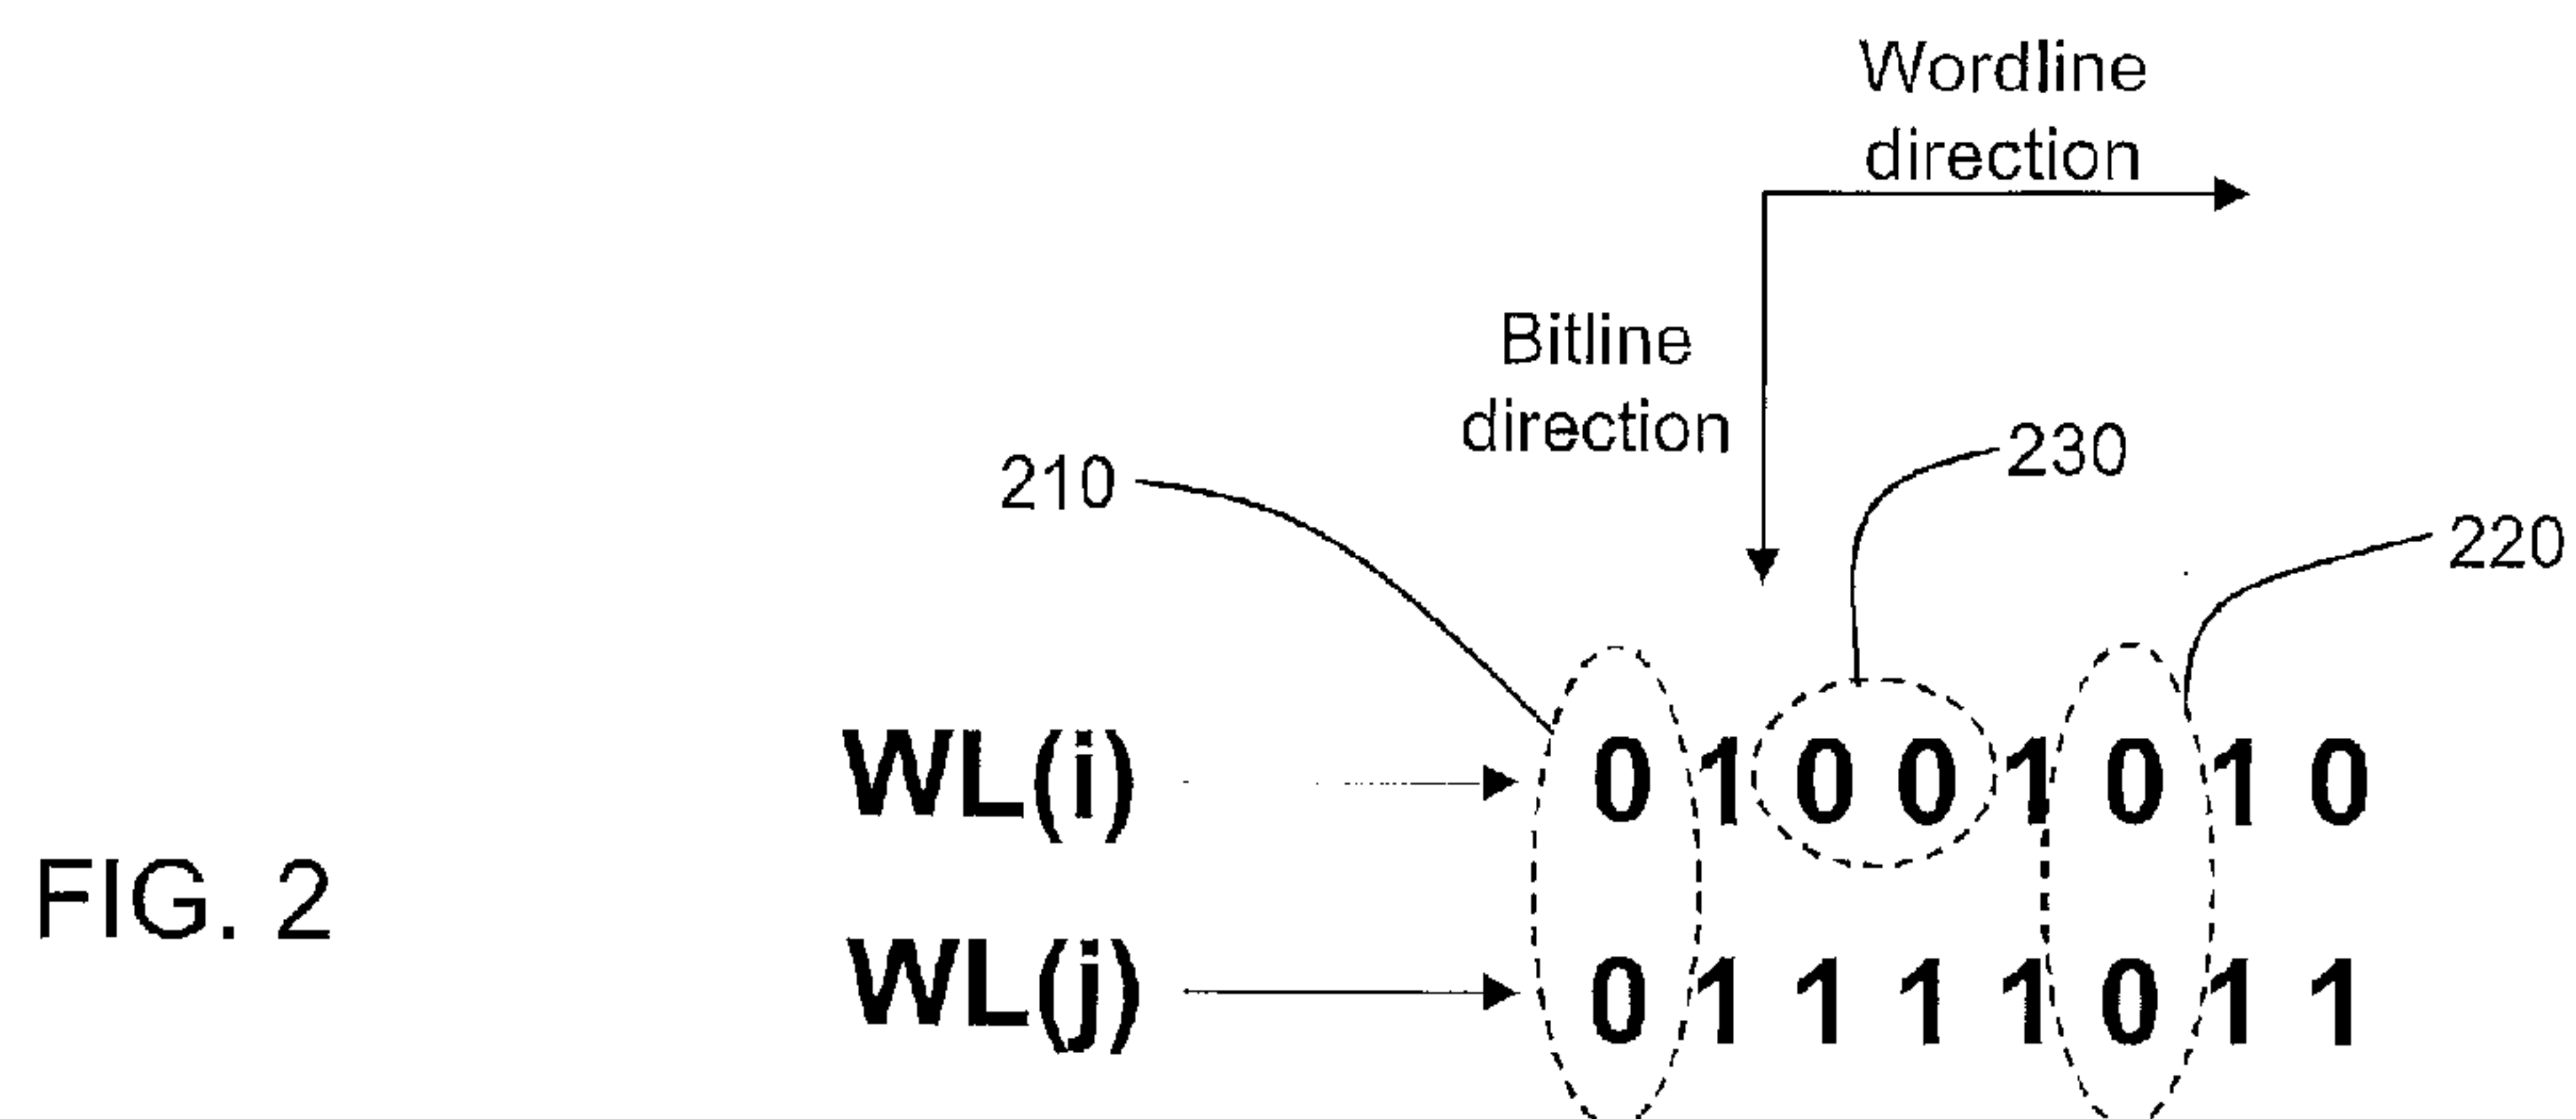 Wordline
direction
Bitline
direction
230
210
220
WL(i) 0 1 0 0 1 0 1 0
FIG. 2
WL(j) 0 1 1 1 1 0 1 1